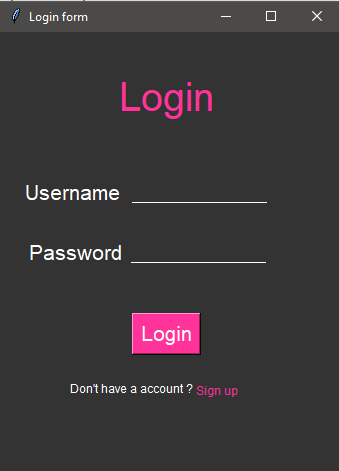 Login form
Login
Username
Password
Login
Don't have a account ? Sign up